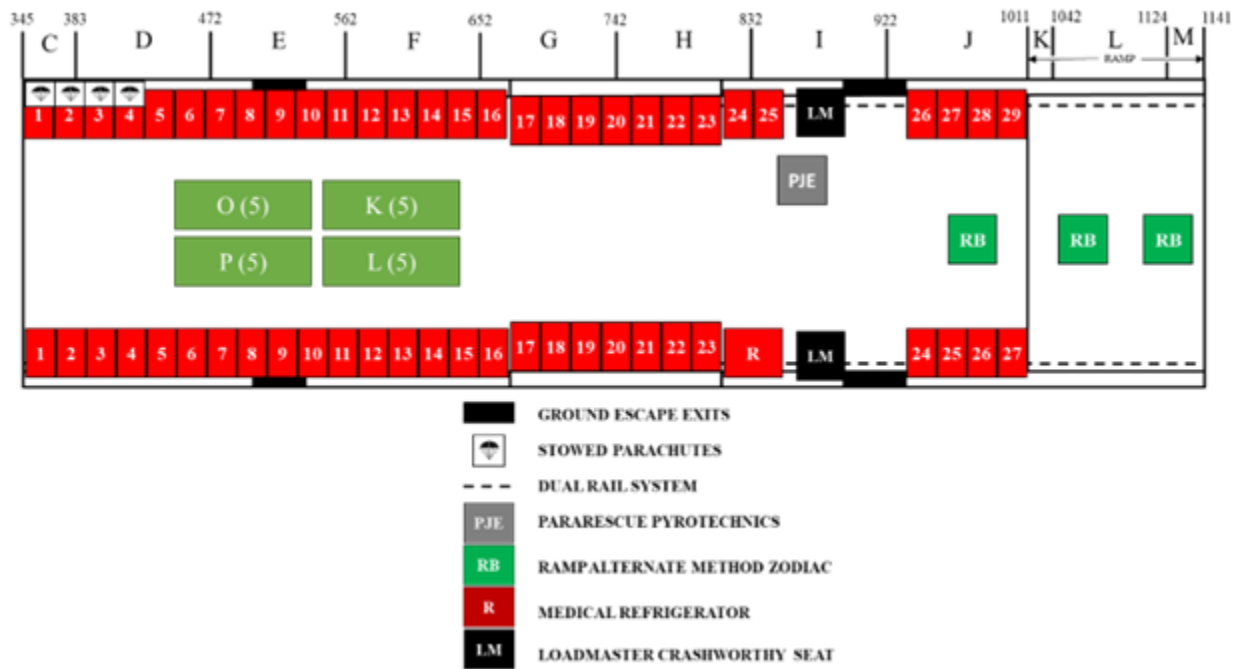 345 383 472 562 652 742 832 922 1011 1042 1124 1141
C D E F G H I J K L M
RAMP
1 2 3 4 5 6 7 8 9 10 11 12 13 14 15 16 17 18 19 20 21 22 23 24 25 LM 26 27 28 29
PJE
O (5) K (5)
RB RB RB
P (5) L (5)
1 2 3 4 5 6 7 8 9 10 11 12 13 14 15 16 17 18 19 20 21 22 23 R LM 24 25 26 27
GROUND ESCAPE EXITS
STOWED PARACHUTES
DUAL RAIL SYSTEM
PJE PARARESCUE PYROTECHNICS
RB RAMP ALTERNATE METHOD ZODIAC
R MEDICAL REFRIGERATOR
LM LOADMASTER CRASHWORTHY SEAT